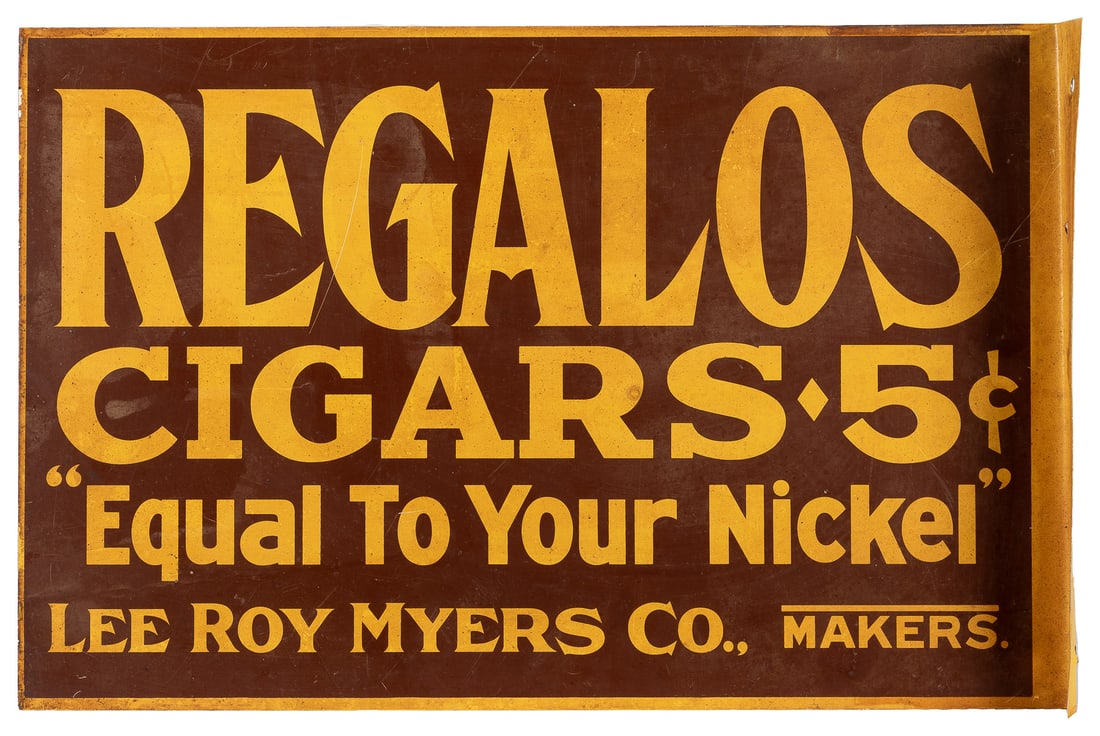 REGALOS
CIGARS ⬩ 5¢
“Equal To Your Nickel”
LEE ROY MYERS CO., MAKERS.